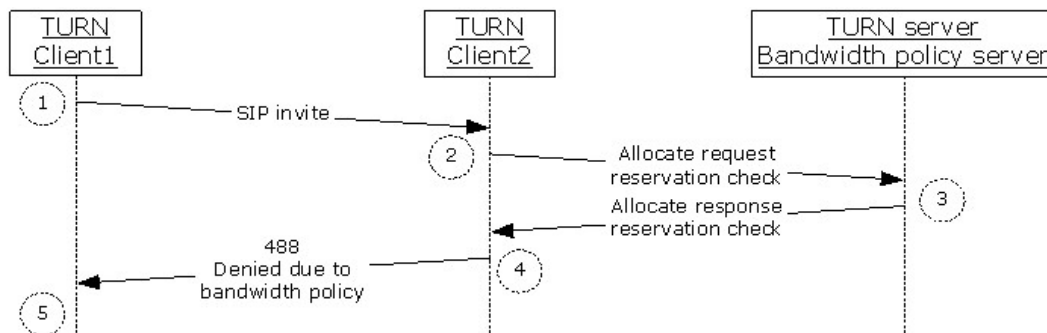 TURN
Client1
TURN
Client2
TURN server
Bandwidth policy server
1
SIP invite
2
Allocate request
reservation check
3
Allocate response
reservation check
4
488
Denied due to
bandwidth policy
5